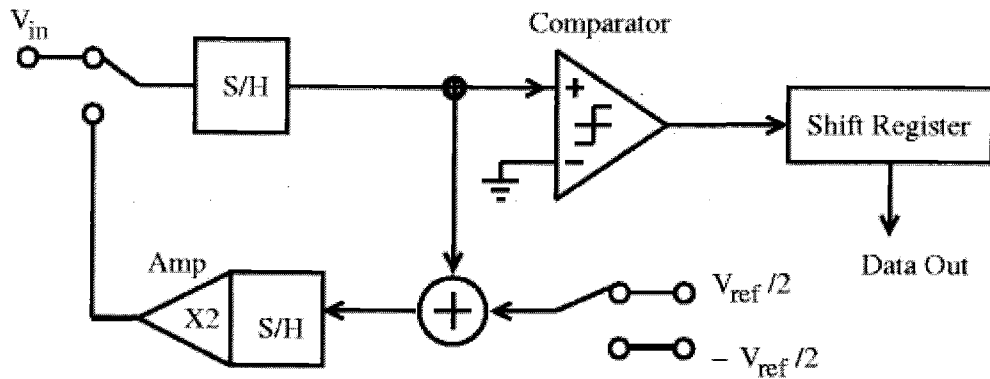 V_in
Comparator
S/H
+
−
Shift Register
Data Out
Amp
X2
S/H
+
V_ref /2
− V_ref /2